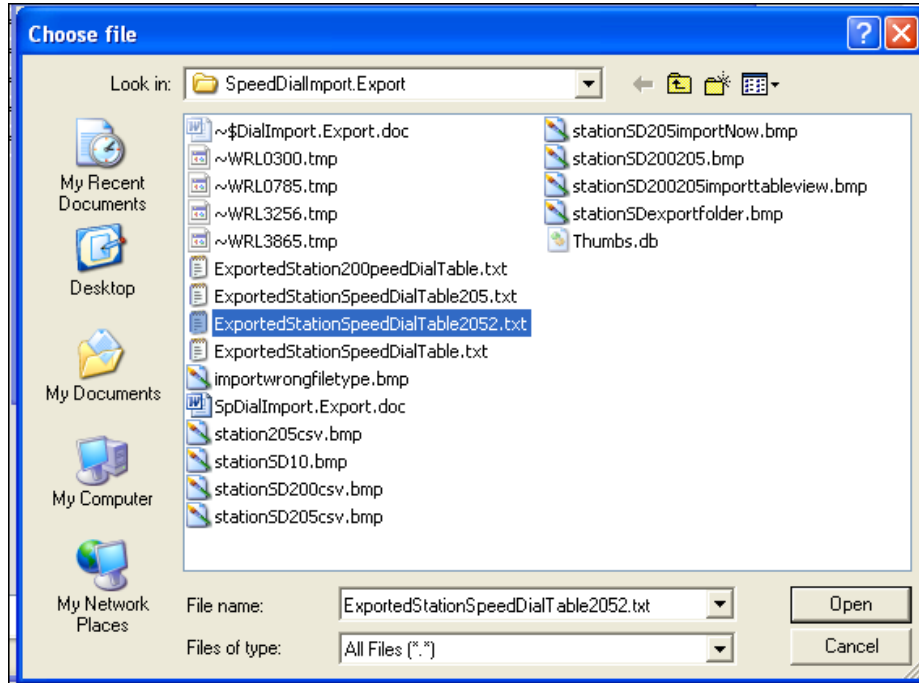 Choose file
Look in:
SpeedDialImport.Export
My Recent
Documents
Desktop
My Documents
My Computer
My Network
Places
~$DialImport.Export.doc
~WRL0300.tmp
~WRL0785.tmp
~WRL3256.tmp
~WRL3865.tmp
ExportedStation200peedDialTable.txt
ExportedStationSpeedDialTable205.txt
ExportedStationSpeedDialTable2052.txt
ExportedStationSpeedDialTable.txt
importwrongfiletype.bmp
SpDialImport.Export.doc
station205csv.bmp
stationSD10.bmp
stationSD200csv.bmp
stationSD205csv.bmp
stationSD205importNow.bmp
stationSD200205.bmp
stationSD200205importtableview.bmp
stationSDexportfolder.bmp
Thumbs.db
File name:
ExportedStationSpeedDialTable2052.txt
Open
Files of type:
All Files (*.*)
Cancel